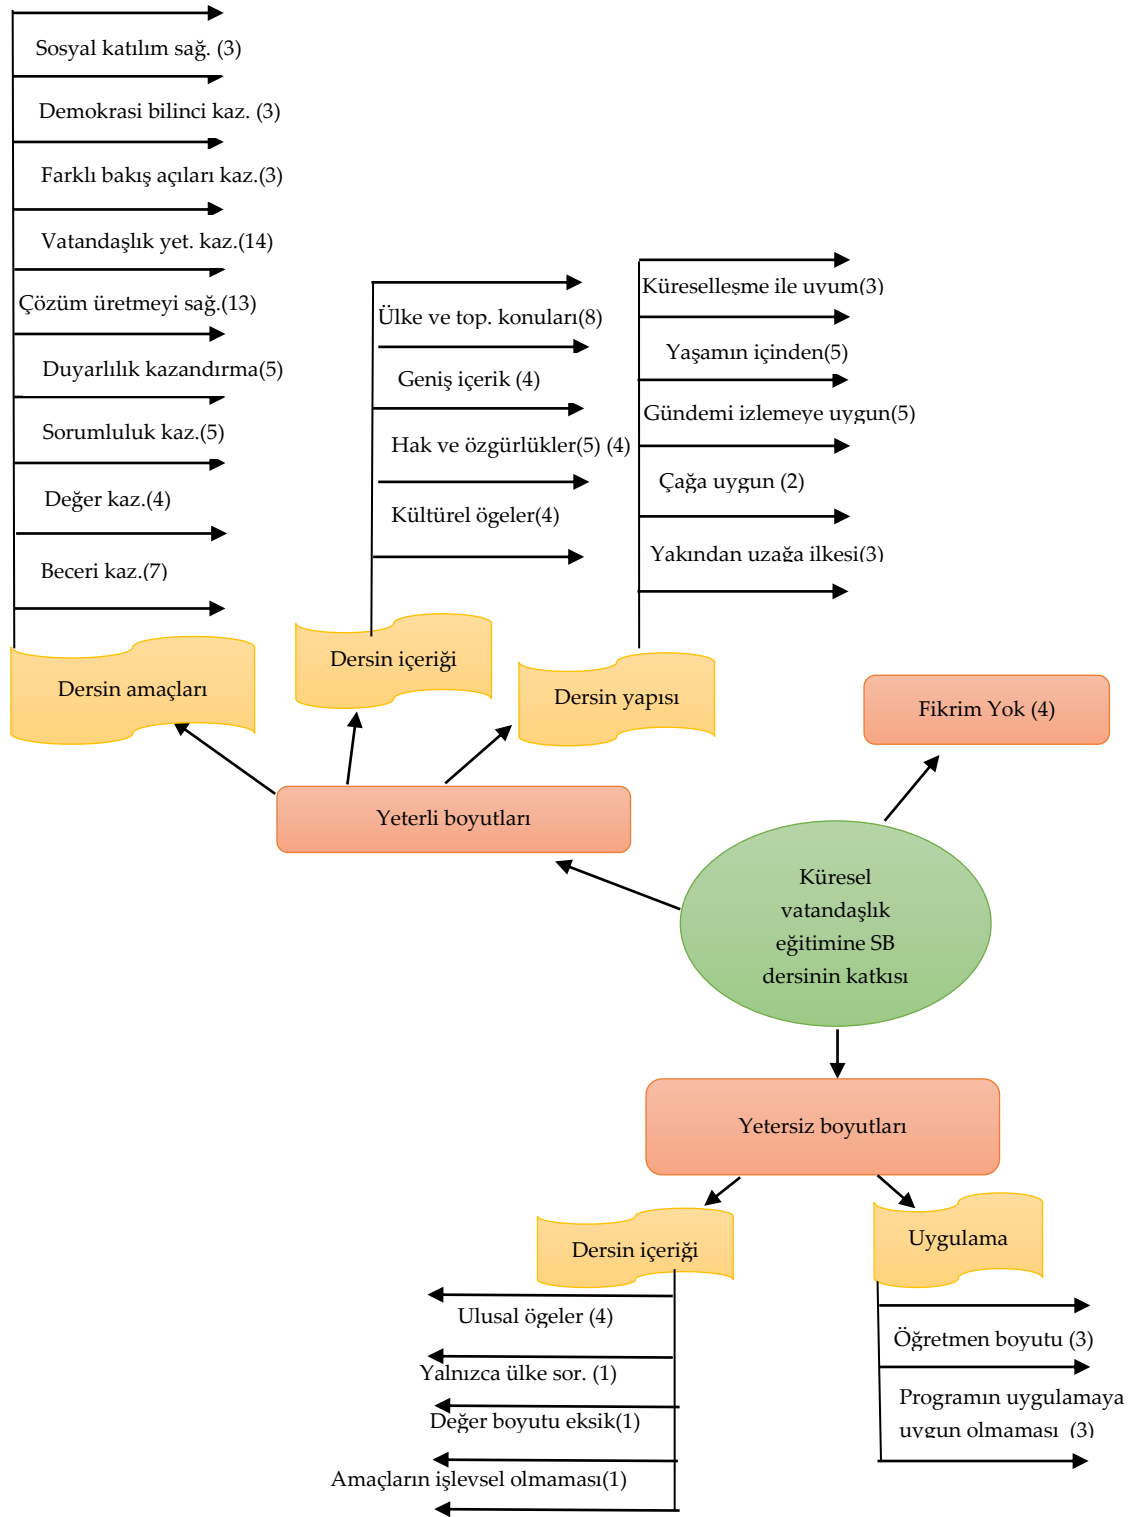 Sosyal katılım sağ. (3)
Demokrasi bilinci kaz. (3)
Farklı bakış açıları kaz.(3)
Vatandaşlık yet. kaz.(14)
Çözüm üretmeyi sağ.(13)
Duyarlılık kazandırma(5)
Sorumluluk kaz.(5)
Değer kaz.(4)
Beceri kaz.(7)
Dersin amaçları
Ülke ve top. konuları(8)
Geniş içerik (4)
Hak ve özgürlükler(5) (4)
Kültürel ögeler(4)
Dersin içeriği
Küreselleşme ile uyum(3)
Yaşamın içinden(5)
Gündemi izlemeye uygun(5)
Çağa uygun (2)
Yakından uzağa ilkesi(3)
Dersin yapısı
Fikrim Yok (4)
Yeterli boyutları
Küresel
vatandaşlık
eğitimine SB
dersinin katkısı
Yetersiz boyutları
Dersin içeriği
Ulusal ögeler (4)
Yalnızca ülke sor. (1)
Değer boyutu eksik(1)
Amaçların işlevsel olmaması(1)
Uygulama
Öğretmen boyutu (3)
Programın uygulamaya
uygun olmaması (3)